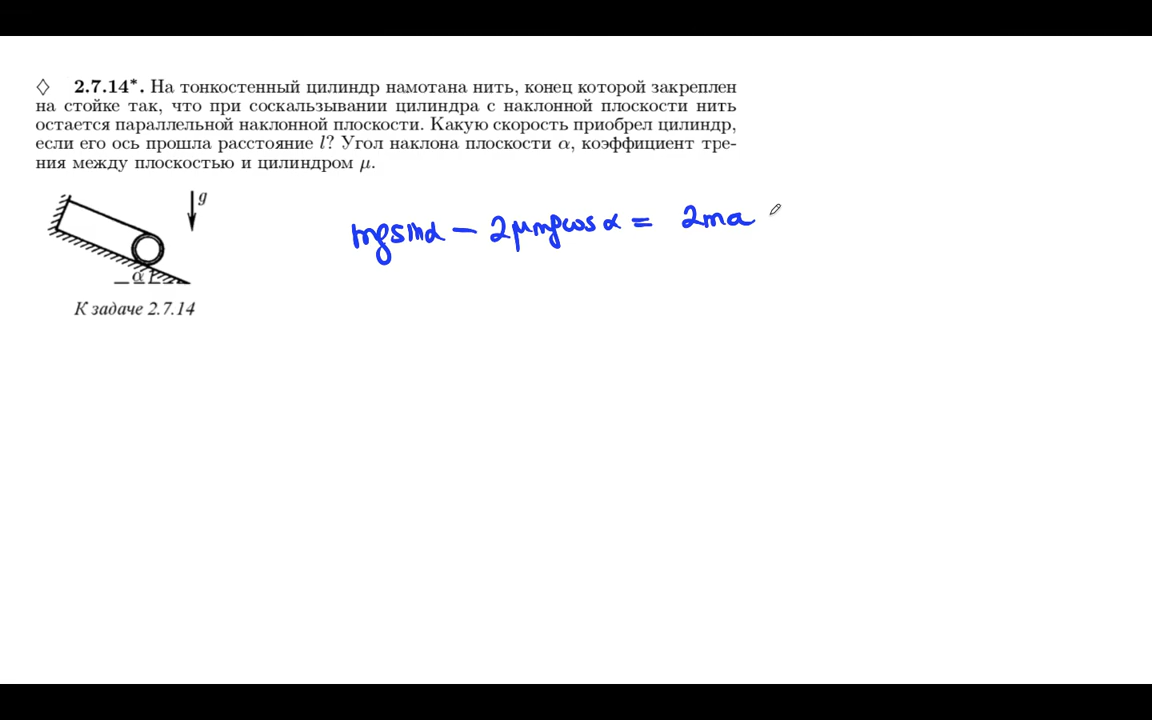 ♢ 2.7.14*. На тонкостенный цилиндр намотана нить, конец которой закреплен
на стойке так, что при соскальзывании цилиндра с наклонной плоскости нить
остается параллельной наклонной плоскости. Какую скорость приобрел цилиндр,
если его ось прошла расстояние l? Угол наклона плоскости α, коэффициент тре-
ния между плоскостью и цилиндром μ.
g
mgsinα − 2μmgcosα = 2ma
α
К задаче 2.7.14